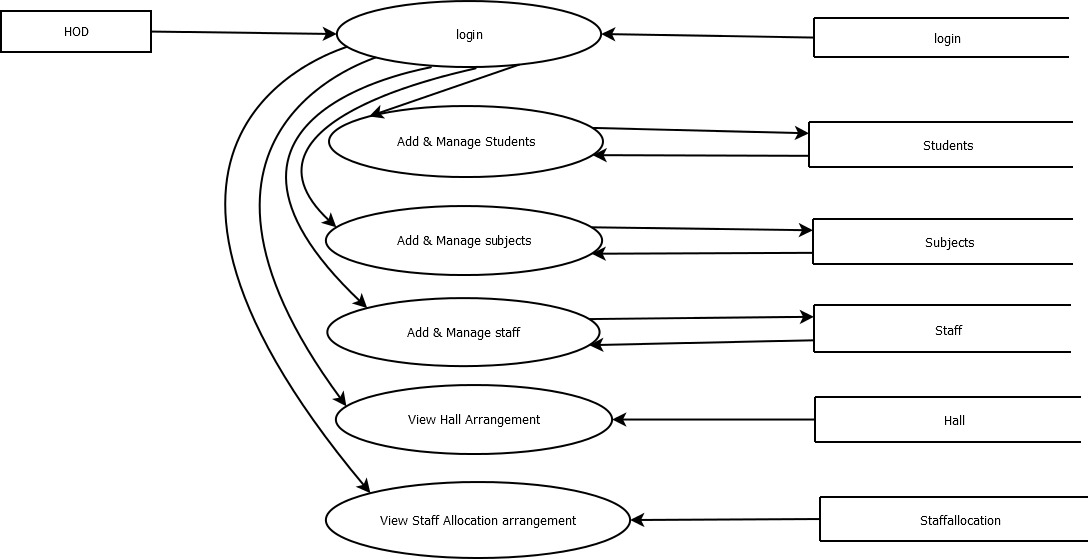 HOD
login
login
Add & Manage Students
Students
Add & Manage subjects
Subjects
Add & Manage staff
Staff
View Hall Arrangement
Hall
View Staff Allocation arrangement
Staffallocation